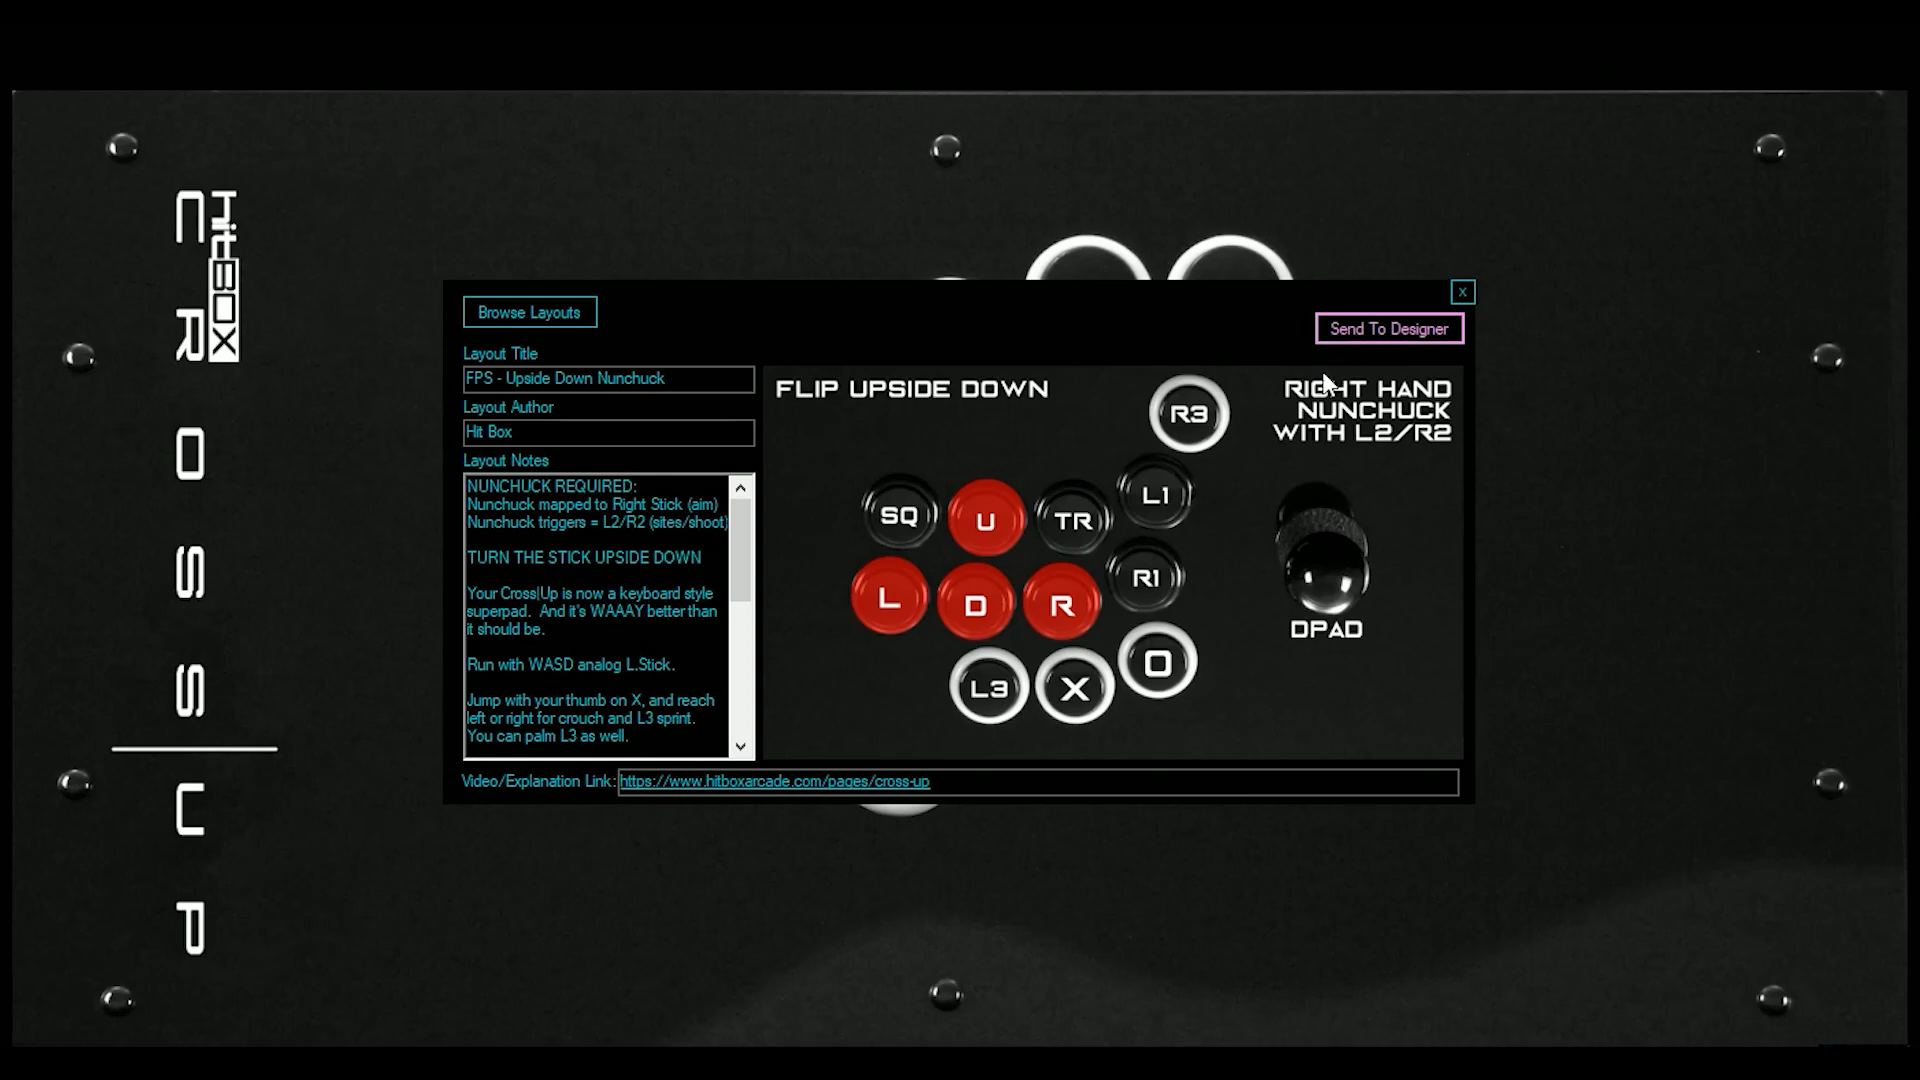 hitBOX
CROSS|UP
x
Browse Layouts
Send To Designer
Layout Title
FPS - Upside Down Nunchuck
Layout Author
Hit Box
Layout Notes
NUNCHUCK REQUIRED:
Nunchuck mapped to Right Stick (aim)
Nunchuck triggers = L2/R2 (sites/shoot)
TURN THE STICK UPSIDE DOWN
Your Cross|Up is now a keyboard style
superpad.  And it's WAAAY better than
it should be.
Run with WASD analog L.Stick.
Jump with your thumb on X, and reach
left or right for crouch and L3 sprint.
You can palm L3 as well.
FLIP UPSIDE DOWN
RIGHT HAND
NUNCHUCK
WITH L2/R2
R3
L1
SQ
U
TR
R1
L
D
R
O
L3
X
DPAD
Video/Explanation Link: https://www.hitboxarcade.com/pages/cross-up